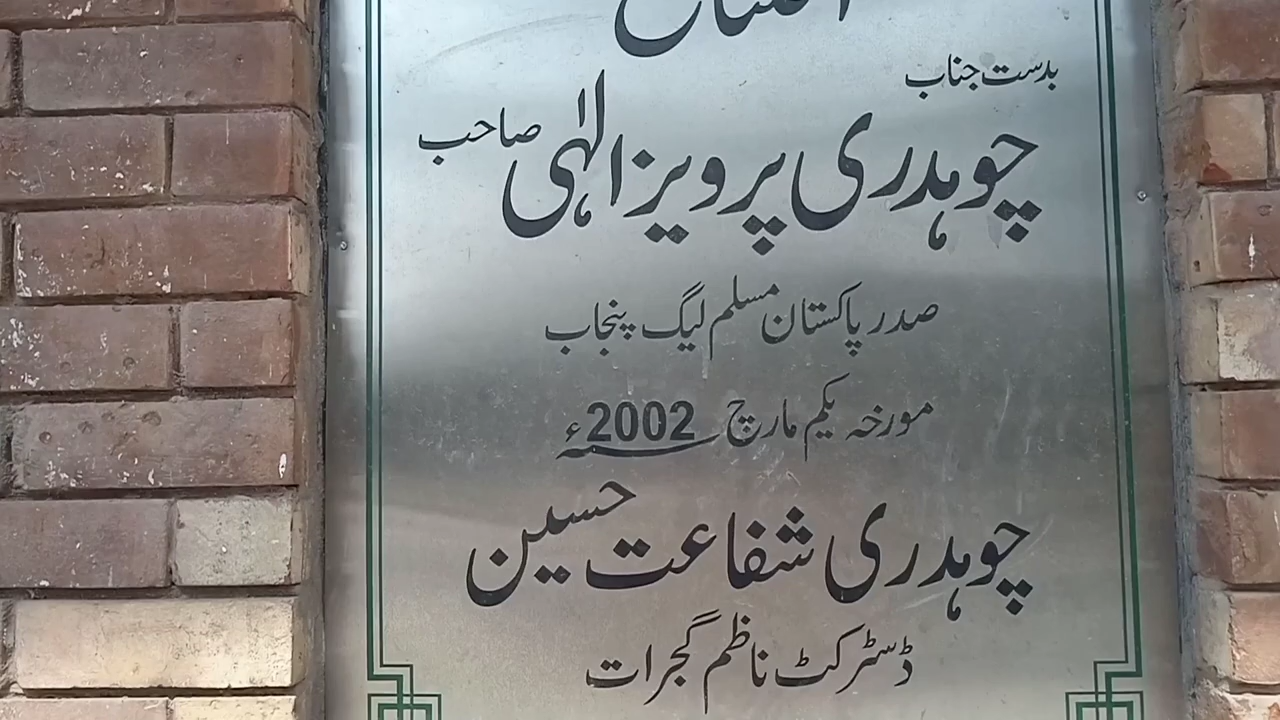 افتتاح
بدست جناب
چوہدری پرویز الٰہی صاحب
صدر پاکستان مسلم لیگ پنجاب
مورخہ یکم مارچ 2002ء
چوہدری شفاعت حسین
ڈسٹرکٹ ناظم گجرات